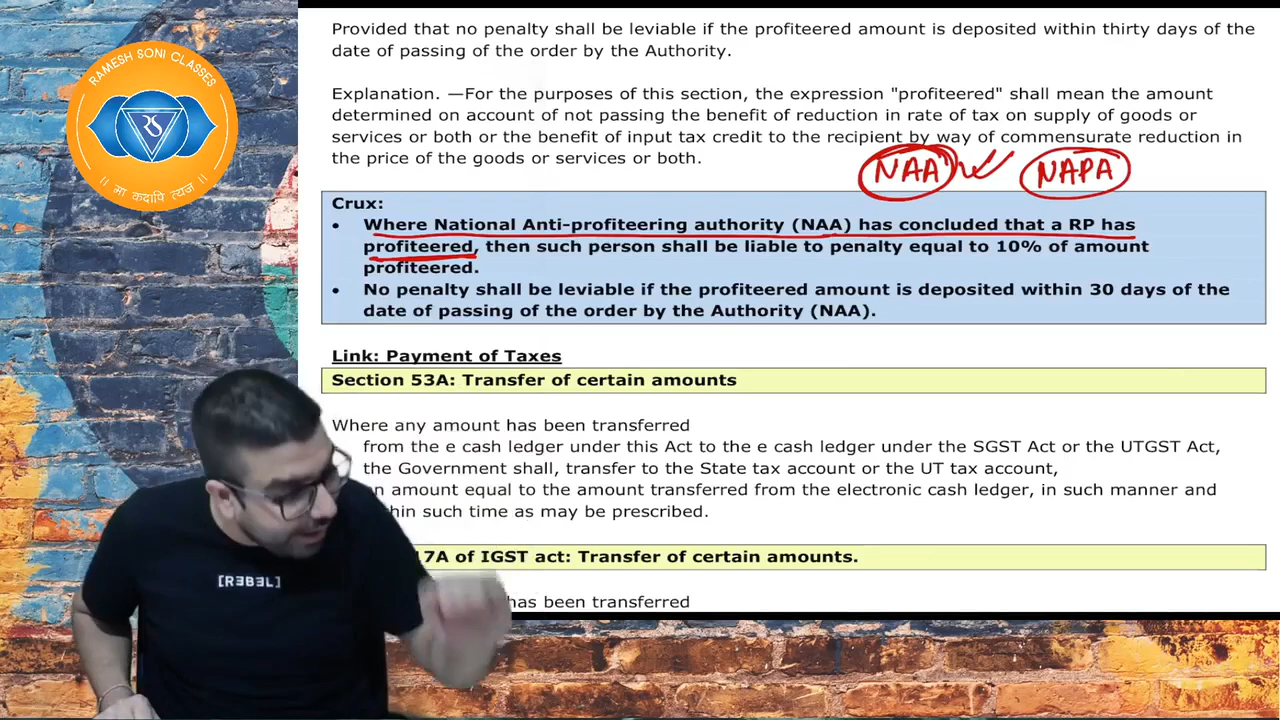 RAMESH SONI CLASSES
|| मा कदापि त्यज ||
Provided that no penalty shall be leviable if the profiteered amount is deposited within thirty days of the
date of passing of the order by the Authority.
Explanation. —For the purposes of this section, the expression "profiteered" shall mean the amount
determined on account of not passing the benefit of reduction in rate of tax on supply of goods or
services or both or the benefit of input tax credit to the recipient by way of commensurate reduction in
the price of the goods or services or both.
NAA NAPA
Crux:
• Where National Anti-profiteering authority (NAA) has concluded that a RP has
profiteered, then such person shall be liable to penalty equal to 10% of amount
profiteered.
• No penalty shall be leviable if the profiteered amount is deposited within 30 days of the
date of passing of the order by the Authority (NAA).
Link: Payment of Taxes
Section 53A: Transfer of certain amounts
Where any amount has been transferred
from the e cash ledger under this Act to the e cash ledger under the SGST Act or the UTGST Act,
the Government shall, transfer to the State tax account or the UT tax account,
amount equal to the amount transferred from the electronic cash ledger, in such manner and
such time as may be prescribed.
17A of IGST act: Transfer of certain amounts.
has been transferred
[RƎBƎL]